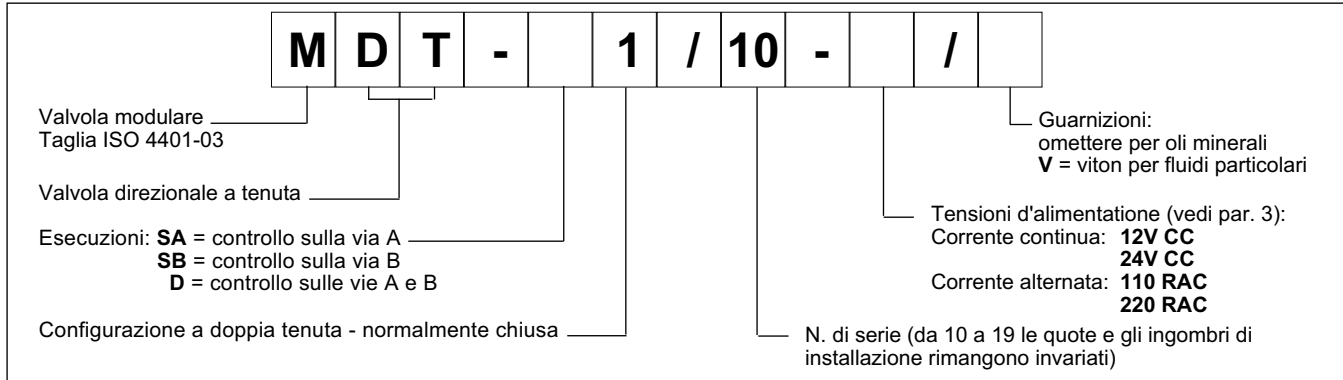 M D T - 1 / 10 - /
Valvola modulare
Taglia ISO 4401-03
Valvola direzionale a tenuta
Esecuzioni: SA = controllo sulla via A
SB = controllo sulla via B
D = controllo sulle vie A e B
Configurazione a doppia tenuta - normalmente chiusa
Guarnizioni:
omettere per oli minerali
V = viton per fluidi particolari
Tensioni d'alimentatione (vedi par. 3):
Corrente continua: 12V CC
24V CC
Corrente alternata: 110 RAC
220 RAC
N. di serie (da 10 a 19 le quote e gli ingombri di
installazione rimangono invariati)